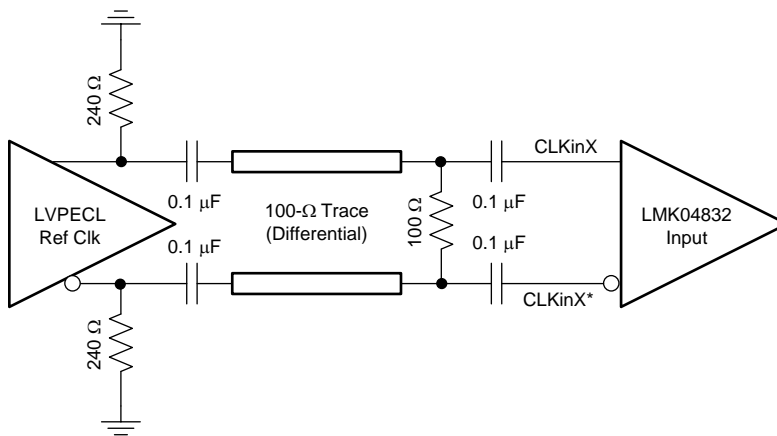 240 Ω
CLKinX
0.1 μF
0.1 μF
LVPECL
Ref Clk
100-Ω Trace
(Differential)
100 Ω
LMK04832
Input
0.1 μF
0.1 μF
CLKinX*
240 Ω